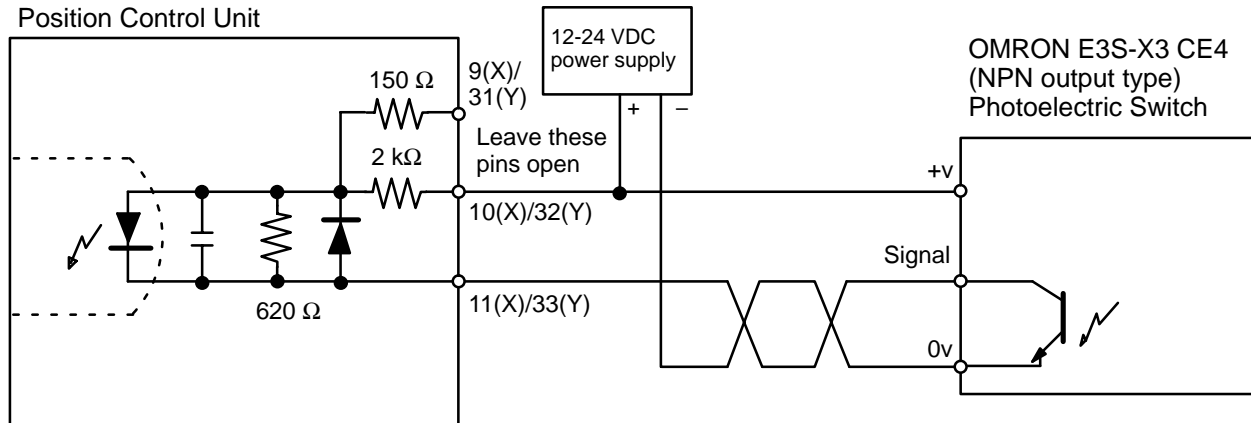 Position Control Unit
12-24 VDC
power supply
OMRON E3S-X3 CE4
(NPN output type)
Photoelectric Switch
150 Ω
9(X)/
31(Y)
+
–
Leave these
pins open
2 kΩ
+v
10(X)/32(Y)
Signal
620 Ω
11(X)/33(Y)
0v